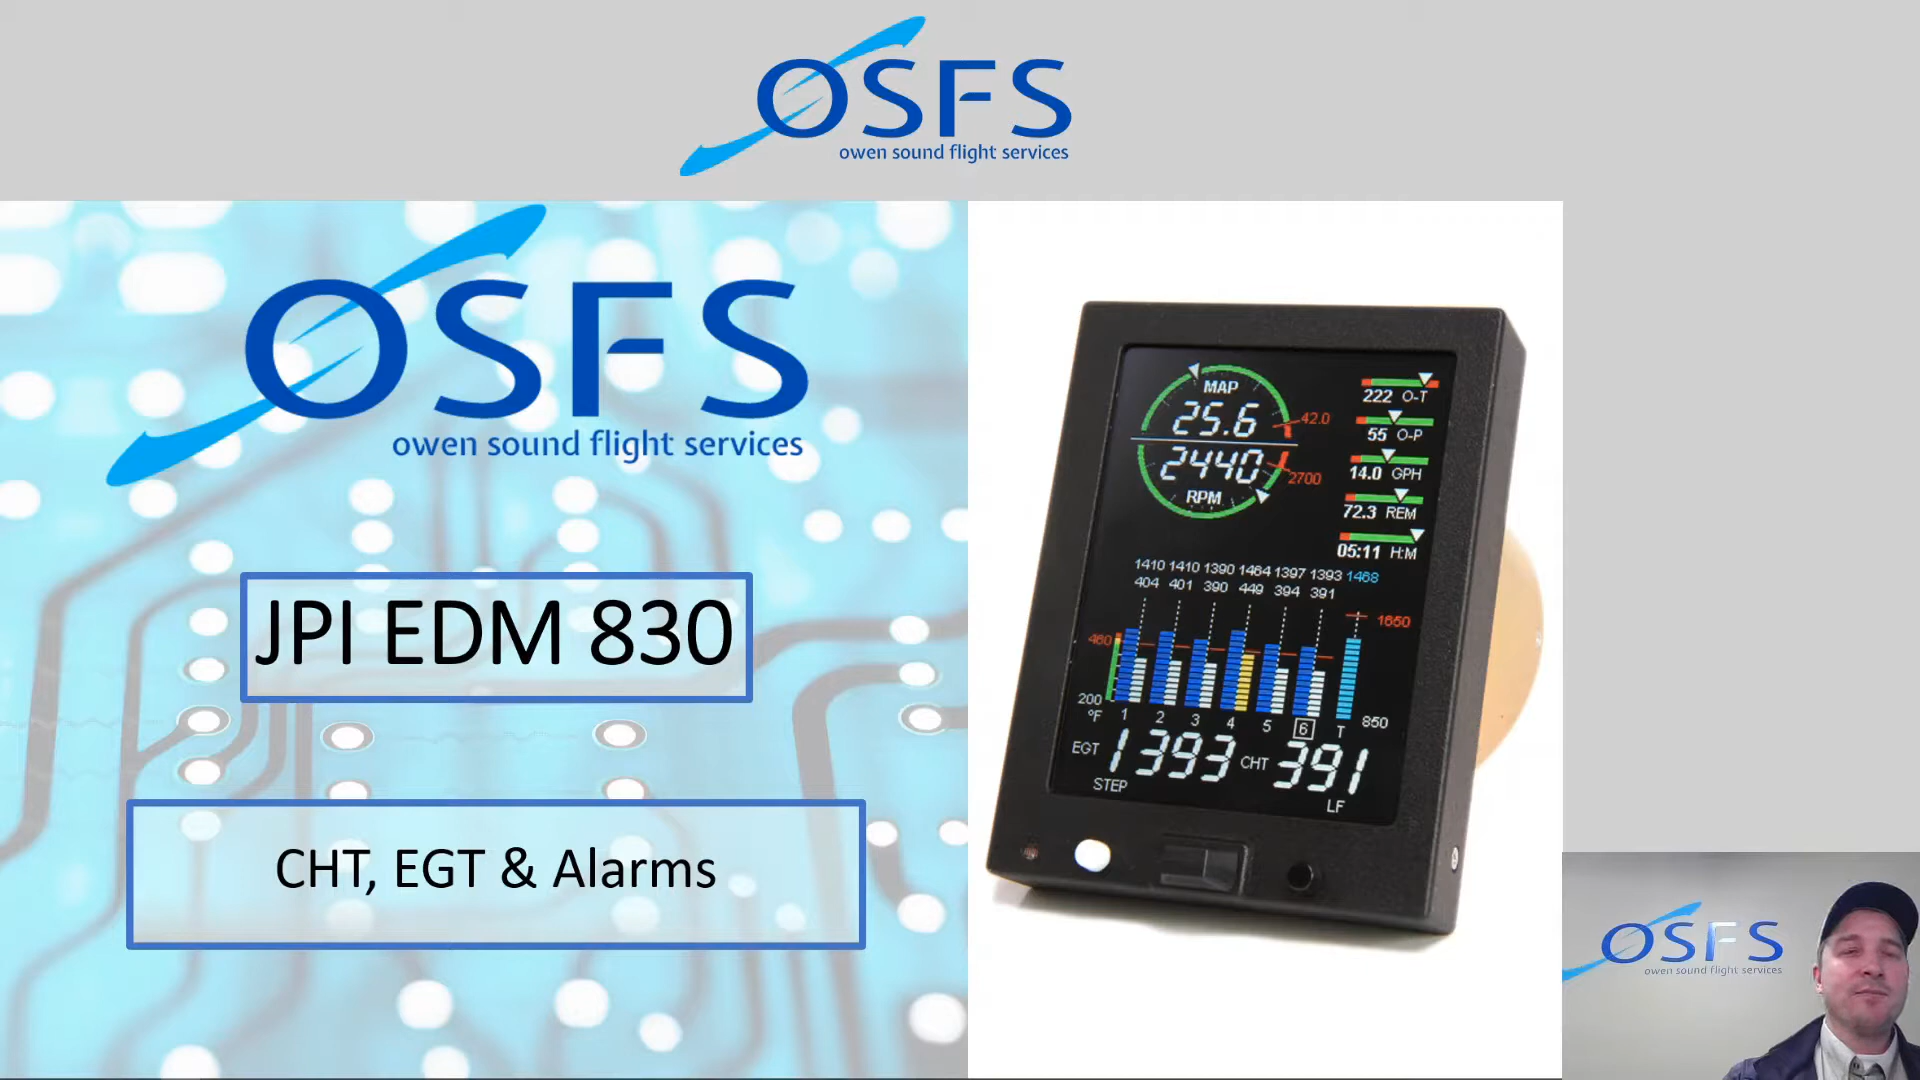 OSFS
owen sound flight services
OSFS
owen sound flight services
JPI EDM 830
CHT, EGT & Alarms
MAP
25.6
42.0
2440
2700
RPM
222 O-T
55 O-P
14.0 GPH
72.3 REM
05:11 H:M
1410 1410 1390 1464 1397 1393 1468
404 401 390 449 394 391
1650
460
200
°F
1 2 3 4 5 6 T
850
EGT 1393 CHT 391
STEP
LF
OSFS
owen sound flight services